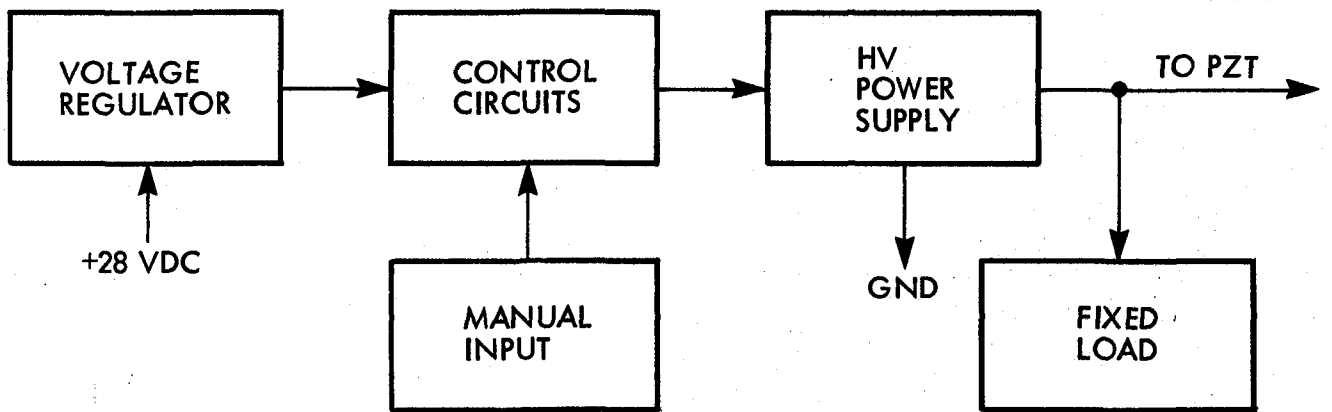 VOLTAGE
REGULATOR
CONTROL
CIRCUITS
HV
POWER
SUPPLY
TO PZT
+28 VDC
MANUAL
INPUT
GND
FIXED
LOAD